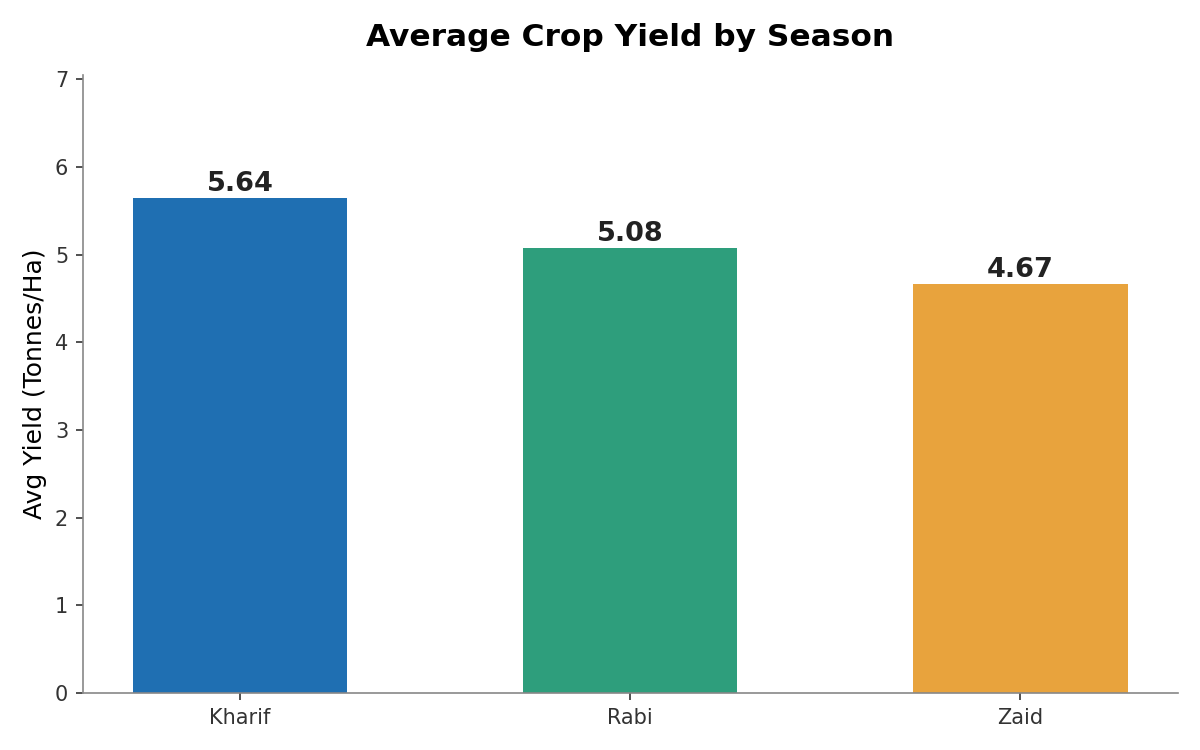 Average Crop Yield by Season
Avg Yield (Tonnes/Ha)
7
6
5
4
3
2
1
0
5.64
5.08
4.67
Kharif
Rabi
Zaid